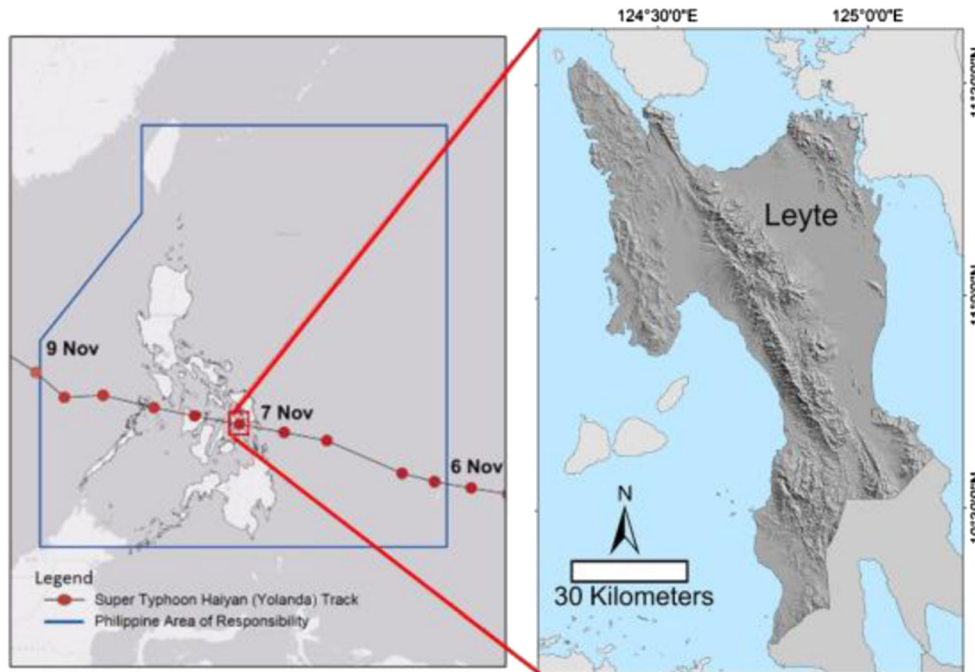 9 Nov
7 Nov
6 Nov
Legend
Super Typhoon Haiyan (Yolanda) Track
Philippine Area of Responsibility
124°30'0"E
125°0'0"E
Leyte
N
30 Kilometers